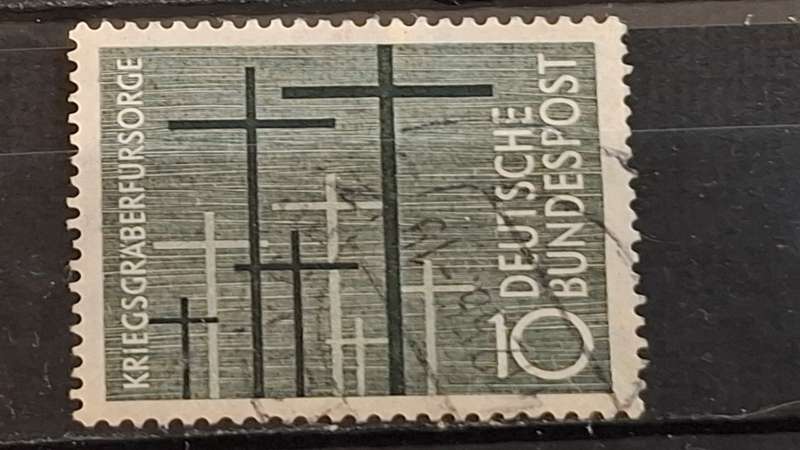 KRIEGSGRÄBERFÜRSORGE
10 DEUTSCHE
BUNDESPOST